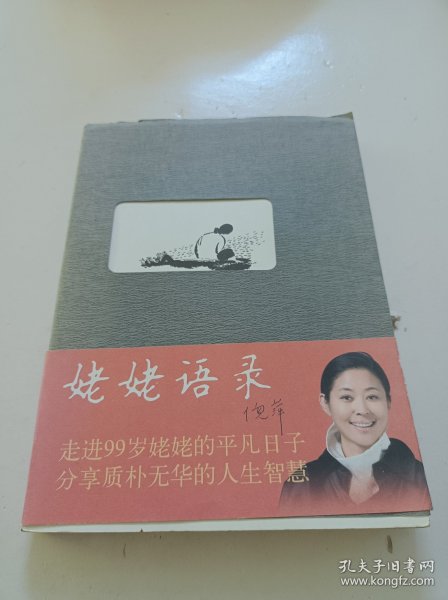 姥姥语录
倪萍
走进99岁姥姥的平凡日子
分享质朴无华的人生智慧
孔夫子旧书网
www.kongfz.com